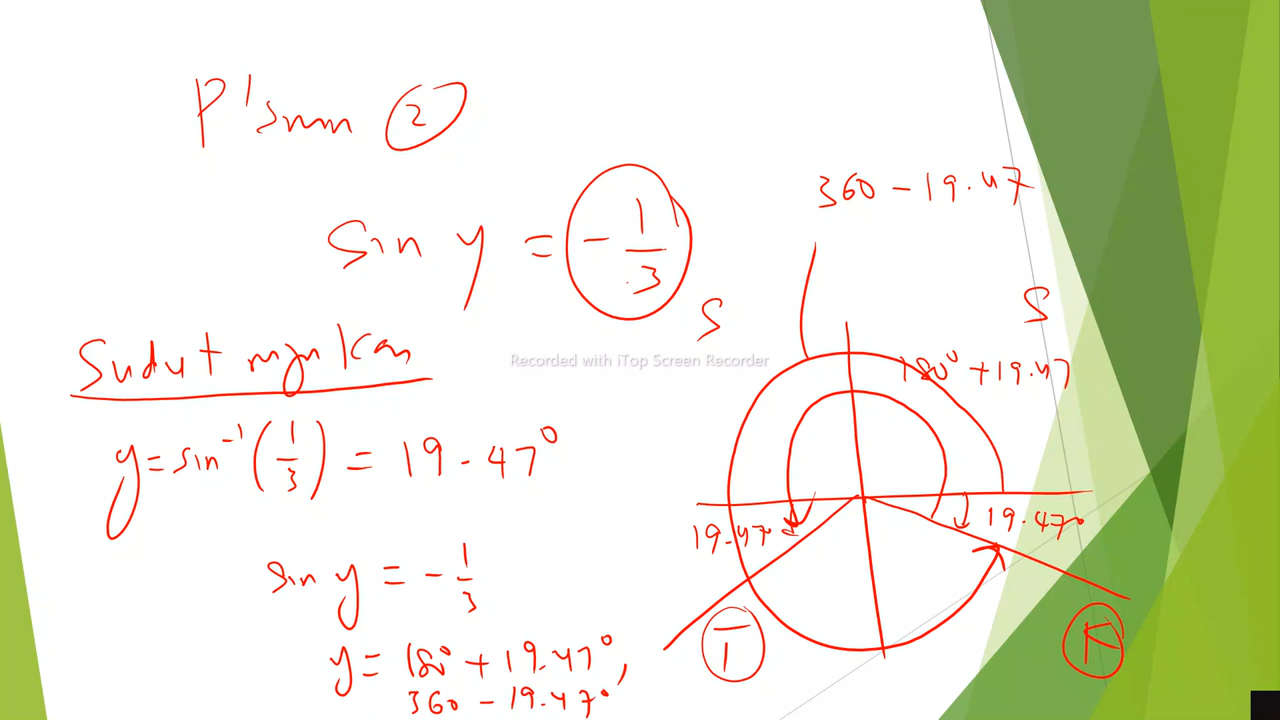 P'sum 2
sin y = - 1/3
360 - 19.47
S
S
Sudut rujukan
180° + 19.47
Recorded with iTop Screen Recorder
y = sin⁻¹ (1/3) = 19.47°
19.47°
19.47°
sin y = - 1/3
T
K
y = 180° + 19.47°,
360 - 19.47°